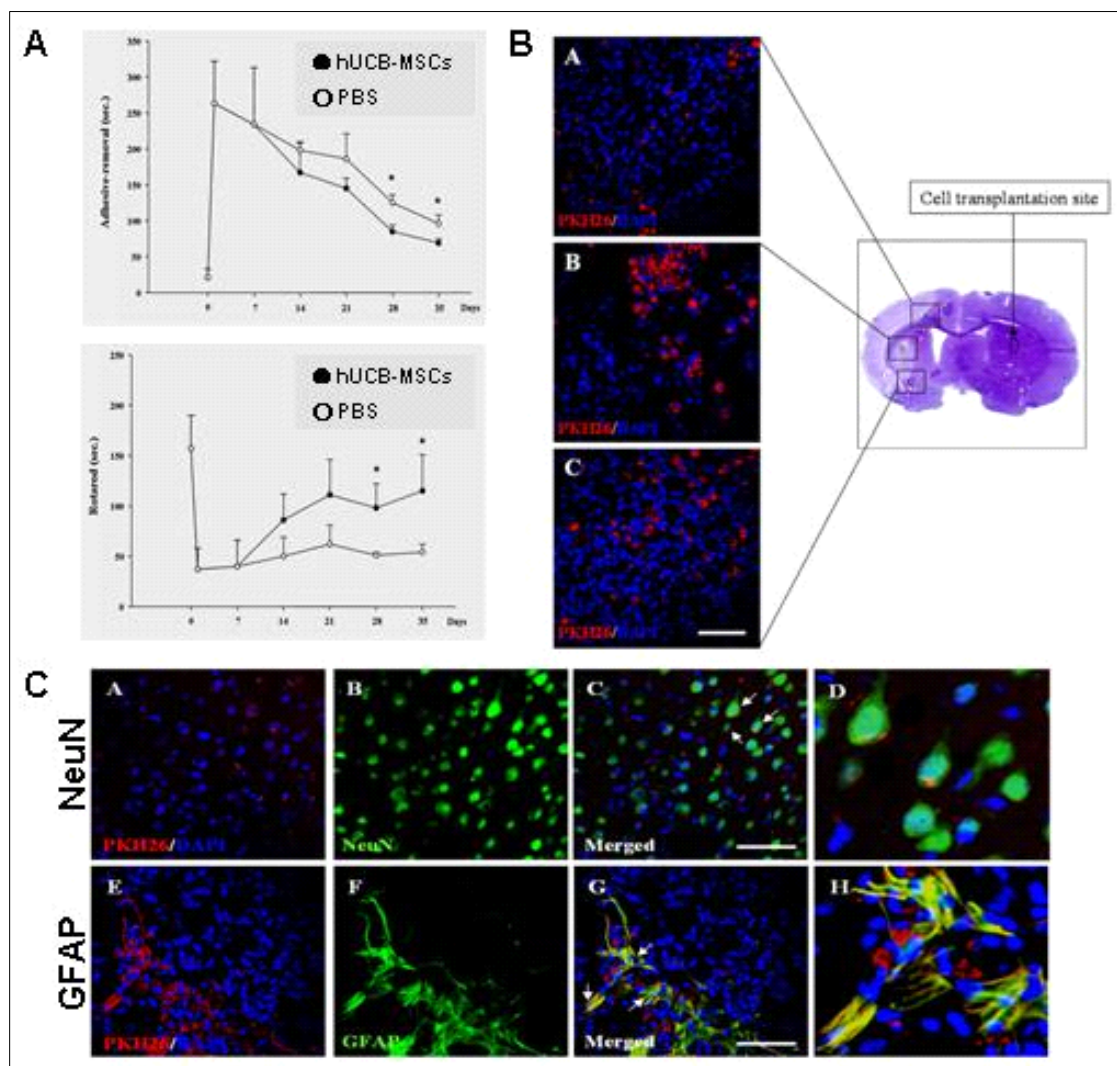 A
hUCB-MSCs
PBS
Adhesive-removal (sec.)
350
300
250
200
150
100
50
0
0 7 14 21 28 35 Days
*
*
hUCB-MSCs
PBS
Rotarod (sec.)
250
200
150
100
50
0
0 7 14 21 28 35 Days
*
*
B
A
PKH26/DAPI
B
PKH26/DAPI
C
PKH26/DAPI
Cell transplantation site
C
NeuN
A
PKH26/DAPI
B
NeuN
C
Merged
D
GFAP
E
PKH26/DAPI
F
GFAP
G
Merged
H